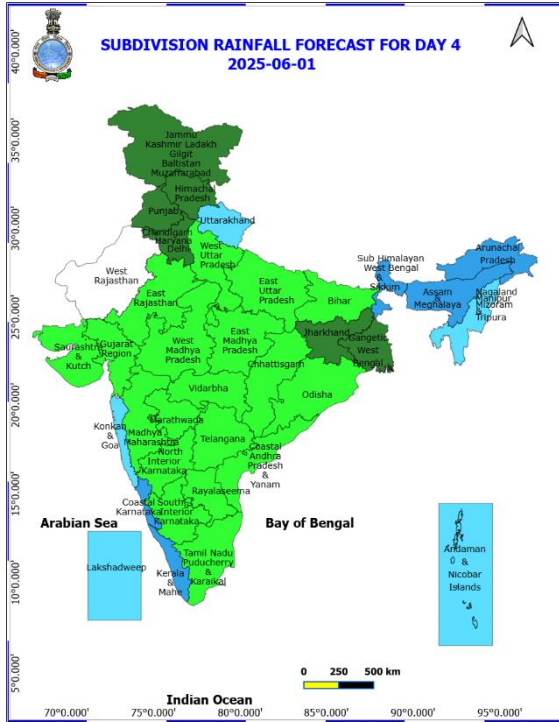 SUBDIVISION RAINFALL FORECAST FOR DAY 4
2025-06-01
40°0.000'
35°0.000'
30°0.000'
25°0.000'
20°0.000'
15°0.000'
10°0.000'
5°0.000'
Jammu
Kashmir Ladakh
Gilgit
Baltistan
Muzaffarabad
Himachal
Pradesh
Punjab
Uttarakhand
Chandigarh
Haryana
Delhi
West
Uttar
Pradesh
West
Rajasthan
East
Rajasthan
East
Uttar
Pradesh
Bihar
Sub Himalayan
West Bengal
&
Sikkim
Arunachal
Pradesh
Assam
&
Meghalaya
Nagaland
Manipur
Mizoram
&
Tripura
Saurashtra
&
Kutch
Gujarat
Region
West
Madhya
Pradesh
East
Madhya
Pradesh
Jharkhand
Gangetic
West
Bengal
Chhattisgarh
Vidarbha
Odisha
Konkan
&
Goa
Marathwada
Madhya
Maharashtra
North
Interior
Karnataka
Telangana
Coastal
Andhra
Pradesh
&
Yanam
Coastal
Karnataka
South
Interior
Karnataka
Rayalaseema
Arabian Sea
Bay of Bengal
Lakshadweep
Kerala
&
Mahe
Tamil Nadu
Puducherry
&
Karaikal
Andaman
&
Nicobar
Islands
0 250 500 km
Indian Ocean
70°0.000' 75°0.000' 80°0.000' 85°0.000' 90°0.000' 95°0.000'